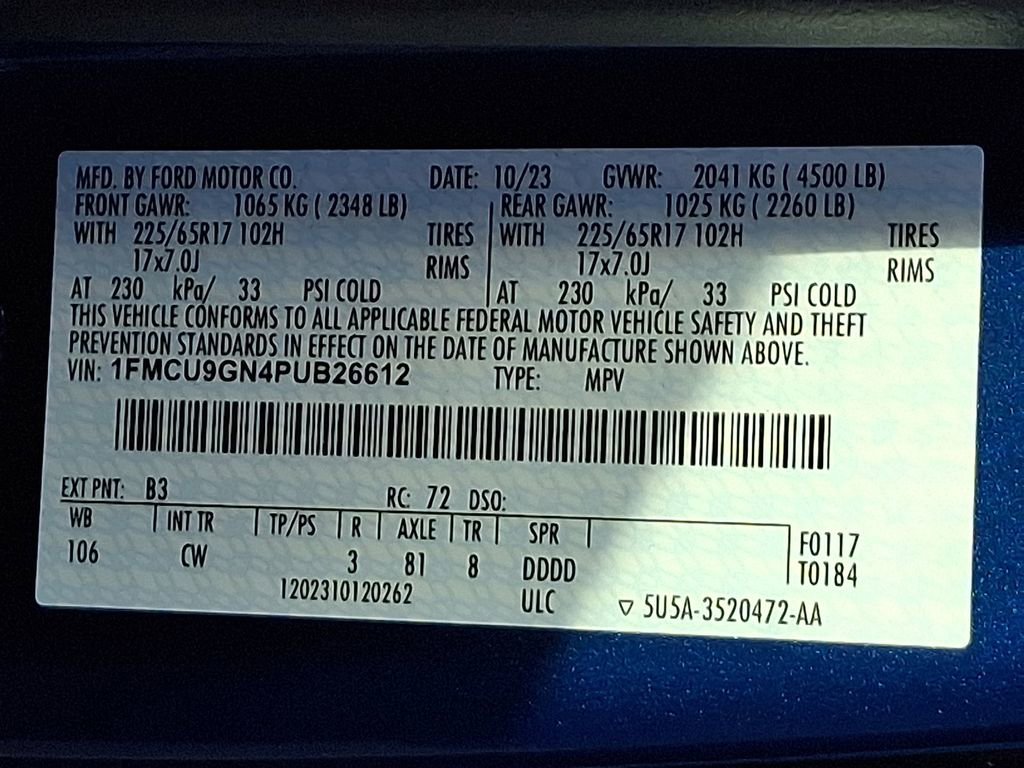 MFD. BY FORD MOTOR CO. DATE: 10/23 GVWR: 2041 KG ( 4500 LB)
FRONT GAWR: 1065 KG ( 2348 LB) REAR GAWR: 1025 KG ( 2260 LB)
WITH 225/65R17 102H TIRES WITH 225/65R17 102H TIRES
17x7.0J RIMS 17x7.0J RIMS
AT 230 kPa/ 33 PSI COLD AT 230 kPa/ 33 PSI COLD
THIS VEHICLE CONFORMS TO ALL APPLICABLE FEDERAL MOTOR VEHICLE SAFETY AND THEFT
PREVENTION STANDARDS IN EFFECT ON THE DATE OF MANUFACTURE SHOWN ABOVE.
VIN: 1FMCU9GN4PUB26612 TYPE: MPV
EXT PNT: B3 RC: 72 DSO:
WB INT TR TP/PS R AXLE TR SPR F0117
106 CW 3 81 8 DDDD T0184
1202310120262 ULC ▽ 5U5A-3520472-AA